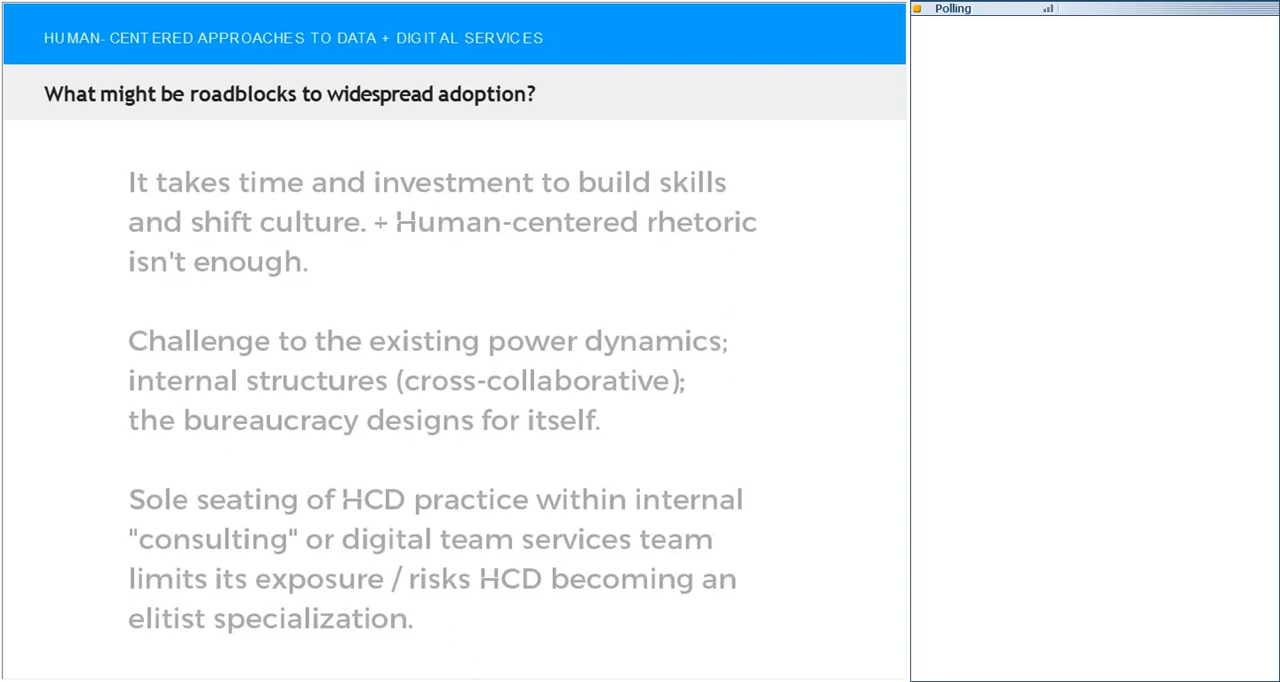 HUMAN-CENTERED APPROACHES TO DATA + DIGITAL SERVICES
Polling
What might be roadblocks to widespread adoption?
It takes time and investment to build skills
and shift culture. + Human-centered rhetoric
isn't enough.
Challenge to the existing power dynamics;
internal structures (cross-collaborative);
the bureaucracy designs for itself.
Sole seating of HCD practice within internal
"consulting" or digital team services team
limits its exposure / risks HCD becoming an
elitist specialization.